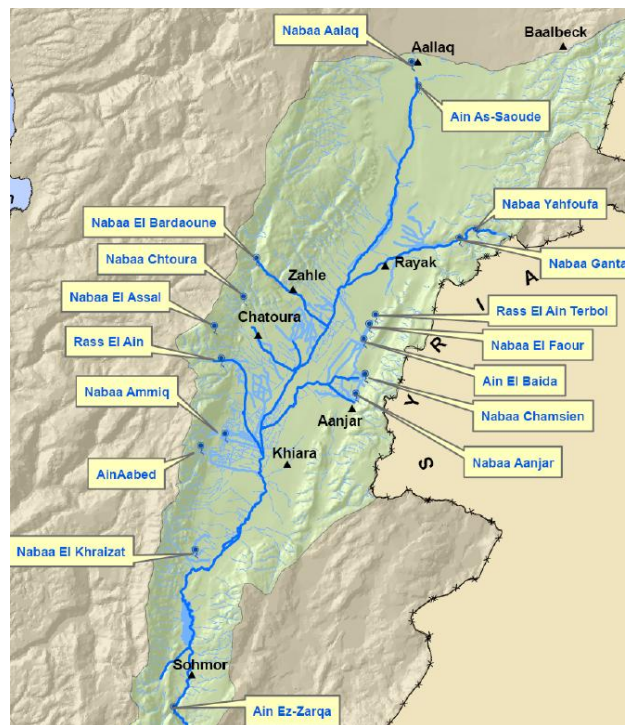 Nabaa Aalaq
Aallaq
Baalbeck
Ain As-Saoude
Nabaa Yahfoufa
Nabaa El Bardaoune
Nabaa Chtoura
Zahle
Rayak
Nabaa Ganta
Nabaa El Assal
Chatoura
Rass El Ain Terbol
Rass El Ain
Nabaa El Faour
Ain El Baida
Nabaa Ammiq
Nabaa Chamsien
Aanjar
AinAabed
Khiara
Nabaa Aanjar
SYRIA
Nabaa El Khraizat
Sohmor
Ain Ez-Zarqa